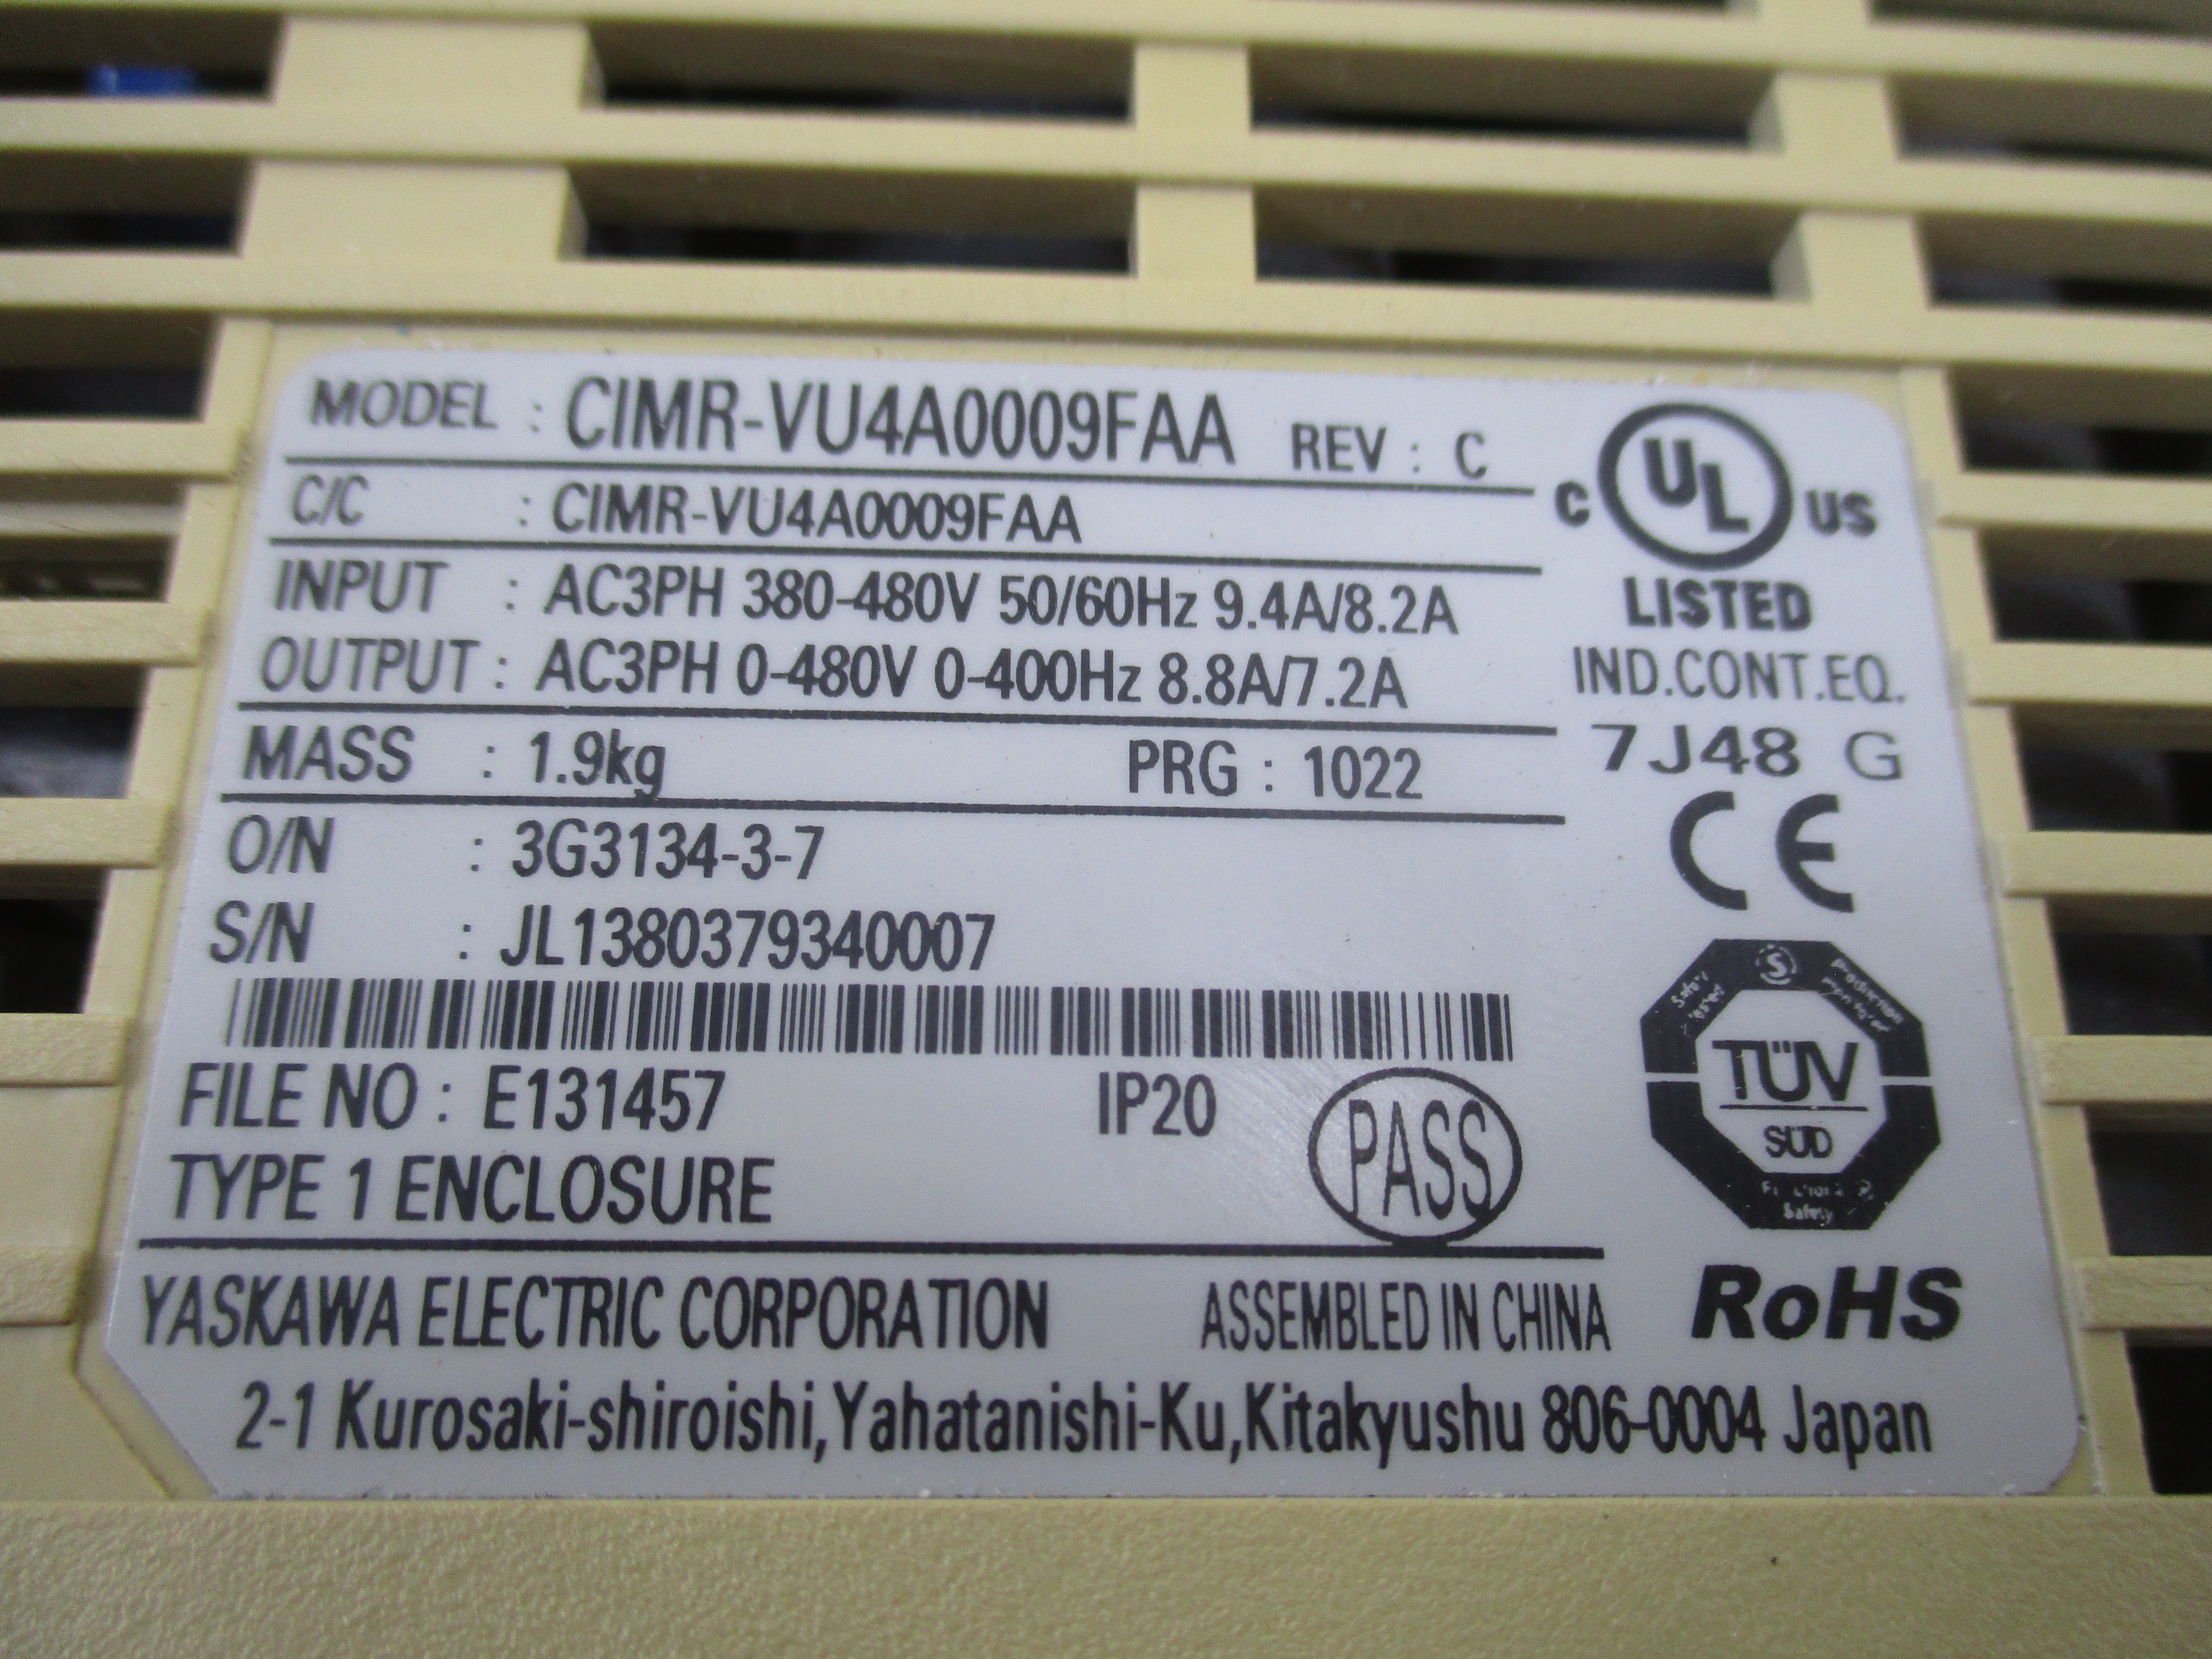 MODEL : CIMR-VU4A0009FAA REV : C
C/C : CIMR-VU4A0009FAA
INPUT : AC3PH 380-480V 50/60Hz 9.4A/8.2A
OUTPUT : AC3PH 0-480V 0-400Hz 8.8A/7.2A
MASS : 1.9kg PRG : 1022
O/N : 3G3134-3-7
S/N : JL1380379340007
FILE NO : E131457 IP20
PASS
TYPE 1 ENCLOSURE
YASKAWA ELECTRIC CORPORATION ASSEMBLED IN CHINA
2-1 Kurosaki-shiroishi,Yahatanishi-Ku,Kitakyushu 806-0004 Japan
C UL US
LISTED
IND.CONT.EQ.
7J48 G
CE
S
TÜV
SÜD
Safety
RoHS